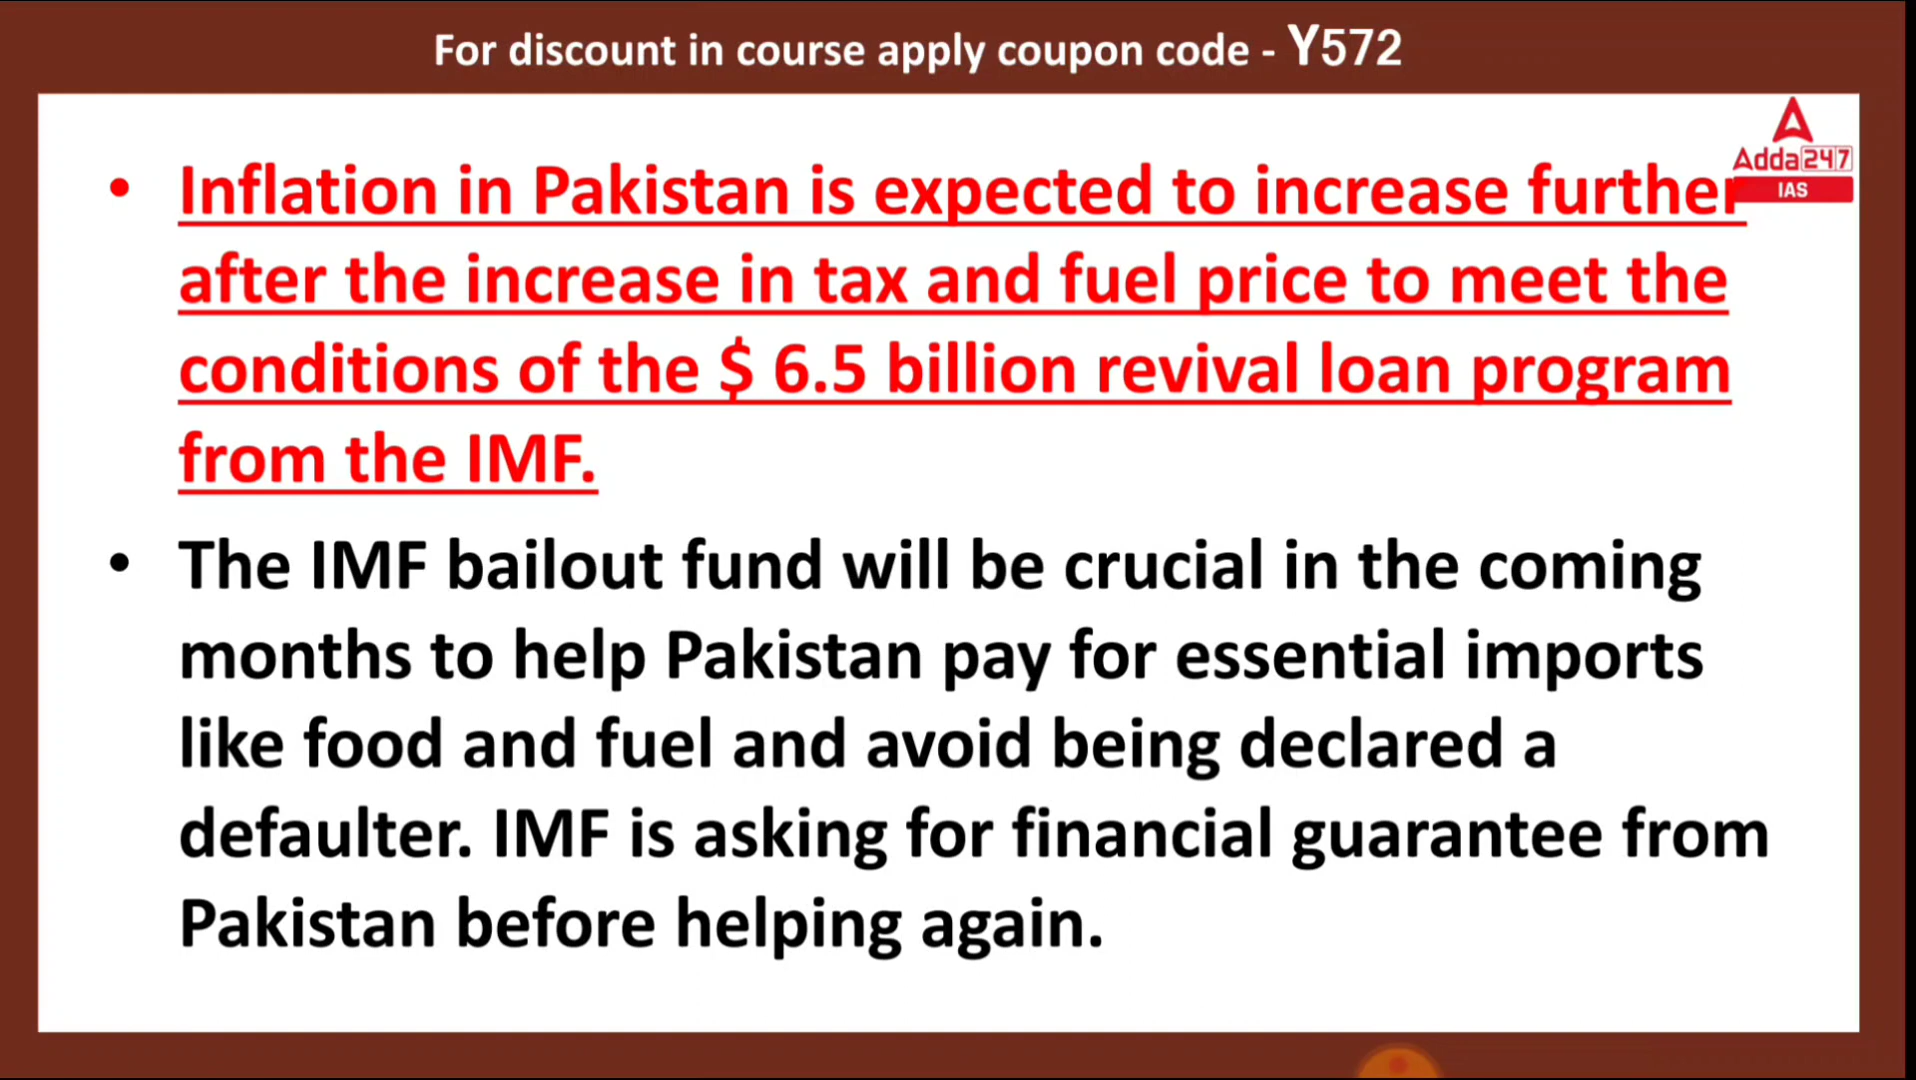 For discount in course apply coupon code - Y572
Adda247
IAS
• Inflation in Pakistan is expected to increase further
after the increase in tax and fuel price to meet the
conditions of the $ 6.5 billion revival loan program
from the IMF.
• The IMF bailout fund will be crucial in the coming
months to help Pakistan pay for essential imports
like food and fuel and avoid being declared a
defaulter. IMF is asking for financial guarantee from
Pakistan before helping again.